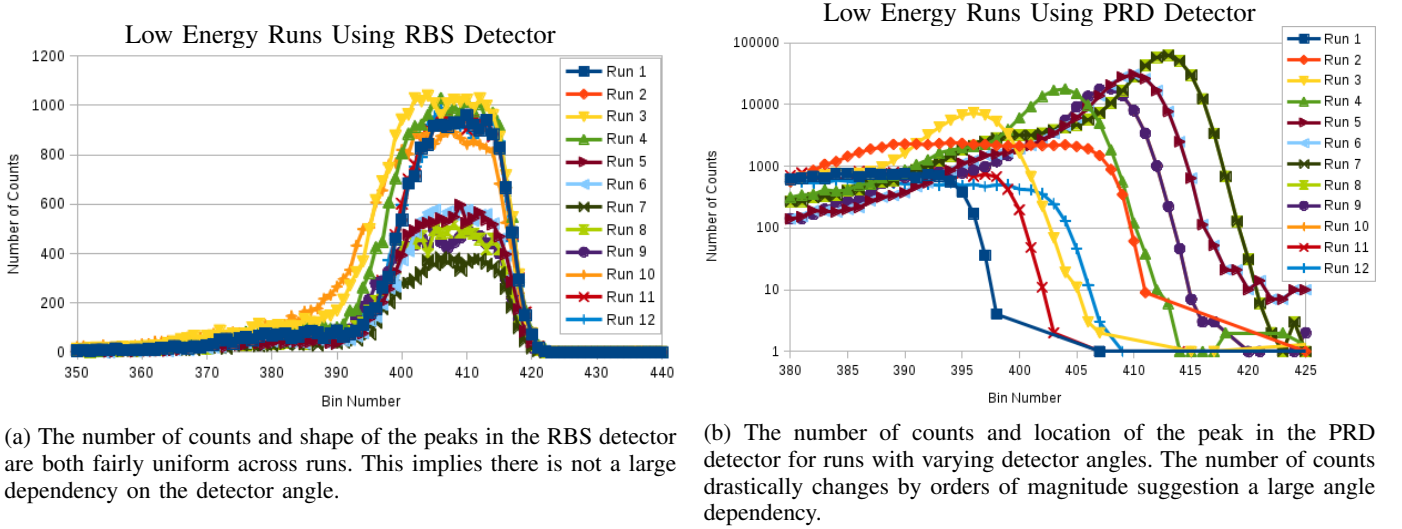 Low Energy Runs Using RBS Detector
1200
1000
800
600
400
200
0
350
360
370
380
390
400
410
420
430
440
Number of Counts
Bin Number
Run 1
Run 2
Run 3
Run 4
Run 5
Run 6
Run 7
Run 8
Run 9
Run 10
Run 11
Run 12
(a) The number of counts and shape of the peaks in the RBS detector
are both fairly uniform across runs. This implies there is not a large
dependency on the detector angle.
Low Energy Runs Using PRD Detector
100000
10000
1000
100
10
1
380
385
390
395
400
405
410
415
420
425
Number of Counts
Bin Number
Run 1
Run 2
Run 3
Run 4
Run 5
Run 6
Run 7
Run 8
Run 9
Run 10
Run 11
Run 12
(b) The number of counts and location of the peak in the PRD
detector for runs with varying detector angles. The number of counts
drastically changes by orders of magnitude suggestion a large angle
dependency.